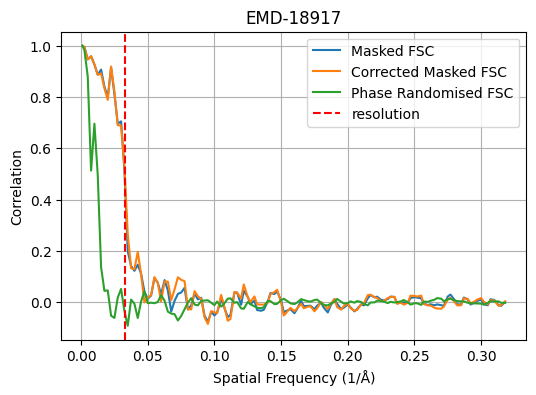 EMD-18917
1.0
0.8
0.6
0.4
0.2
0.0
Correlation
Masked FSC
Corrected Masked FSC
Phase Randomised FSC
resolution
0.00 0.05 0.10 0.15 0.20 0.25 0.30
Spatial Frequency (1/Å)